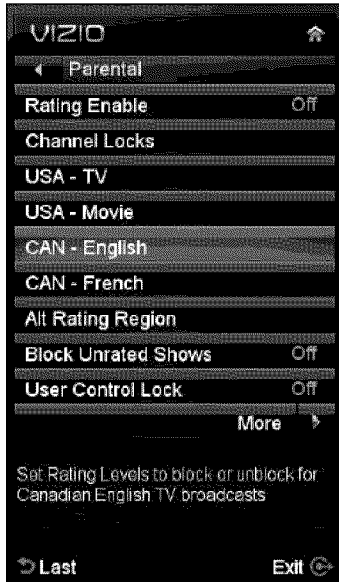 VIZIO
Parental
Rating Enable Off
Channel Locks
USA - TV
USA - Movie
CAN - English
CAN - French
Alt Rating Region
Block Unrated Shows Off
User Control Lock Off
More
Set Rating Levels to block or unblock for
Canadian English TV broadcasts
Last Exit